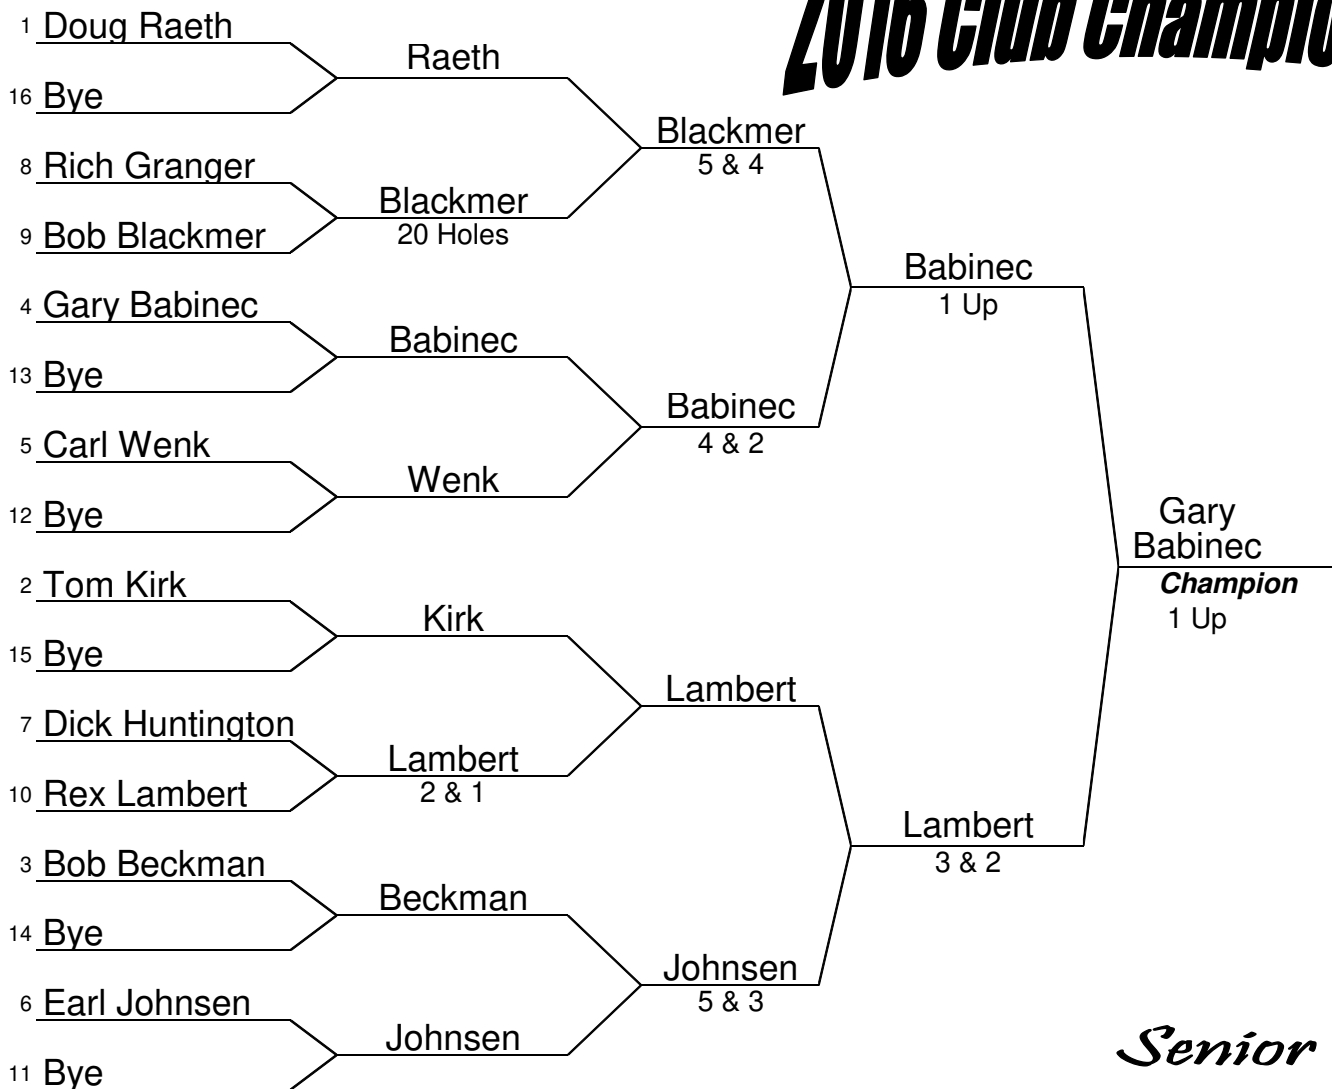 2016 Club Champio
1 Doug Raeth
16 Bye
8 Rich Granger
9 Bob Blackmer
4 Gary Babinec
13 Bye
5 Carl Wenk
12 Bye
2 Tom Kirk
15 Bye
7 Dick Huntington
10 Rex Lambert
3 Bob Beckman
14 Bye
6 Earl Johnsen
11 Bye
Raeth
Blackmer
20 Holes
Babinec
Wenk
Kirk
Lambert
2 & 1
Beckman
Johnsen
Blackmer
5 & 4
Babinec
4 & 2
Lambert
Johnsen
5 & 3
Babinec
1 Up
Lambert
3 & 2
Gary
Babinec
Champion
1 Up
Senior